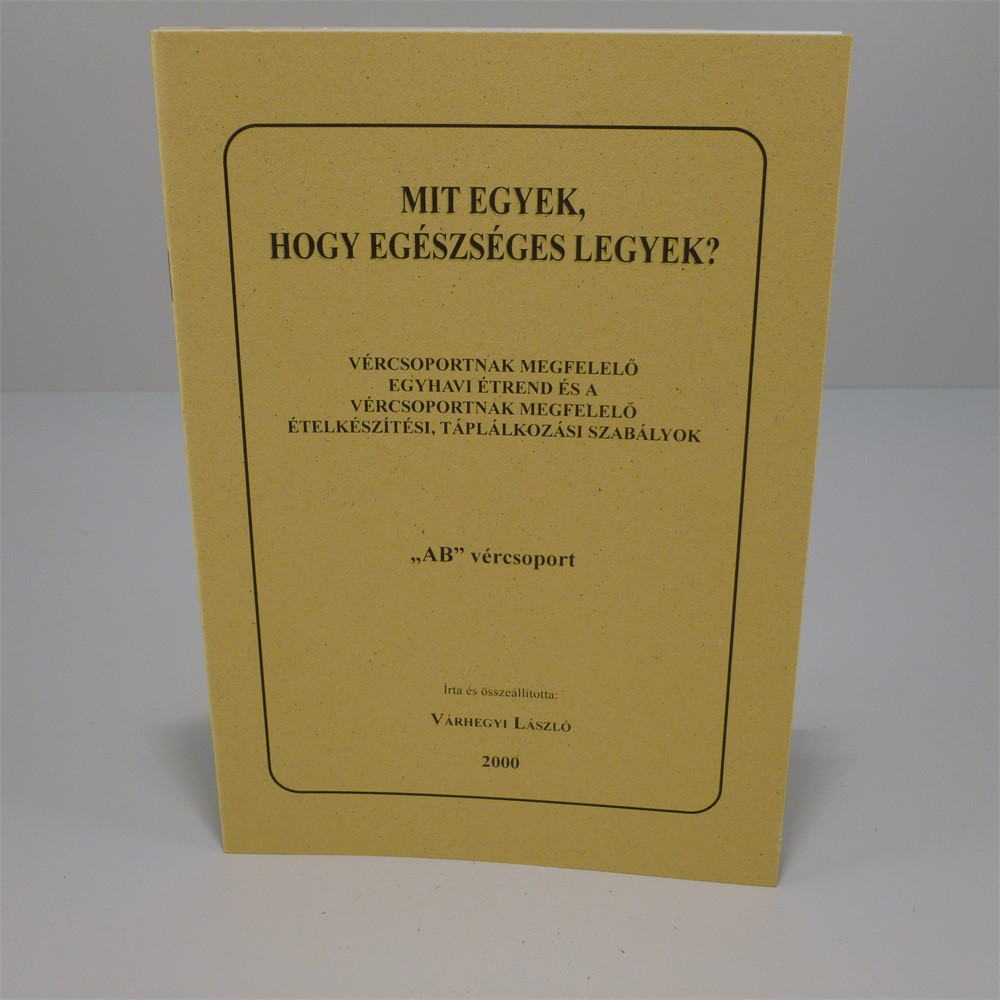 MIT EGYEK,
HOGY EGÉSZSÉGES LEGYEK?
VÉRCSOPORTNAK MEGFELELŐ
EGYHAVI ÉTREND ÉS A
VÉRCSOPORTNAK MEGFELELŐ
ÉTELKÉSZÍTÉSI, TÁPLÁLKOZÁSI SZABÁLYOK
„AB” vércsoport
Írta és összeállította:
VÁRHEGYI LÁSZLÓ
2000